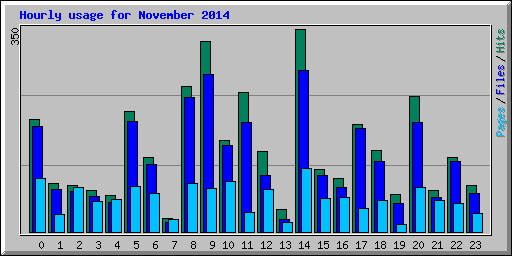 Hourly usage for November 2014
350
Pages/Files/Hits
0 1 2 3 4 5 6 7 8 9 10 11 12 13 14 15 16 17 18 19 20 21 22 23